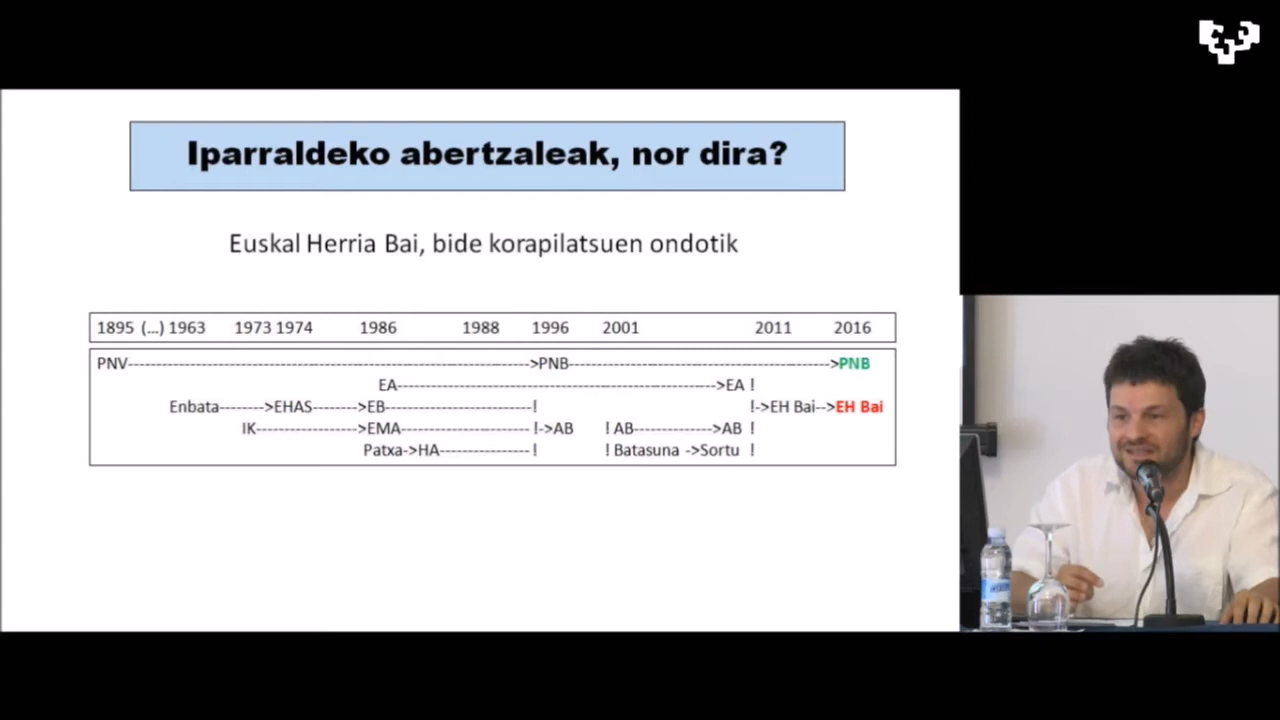 Iparraldeko abertzaleak, nor dira?
Euskal Herria Bai, bide korapilatsuen ondotik
1895 (...) 1963 1973 1974 1986 1988 1996 2001 2011 2016
PNV------------------------------------------------------------>PNB---------------------------------------->PNB
EA------------------------------------------------>EA !
Enbata-------->EHAS-------->EB--------------------------! !->EH Bai-->EH Bai
IK------------------>EMA----------------------- !->AB ! AB------------>AB !
Patxa->HA---------------- ! ! Batasuna ->Sortu !